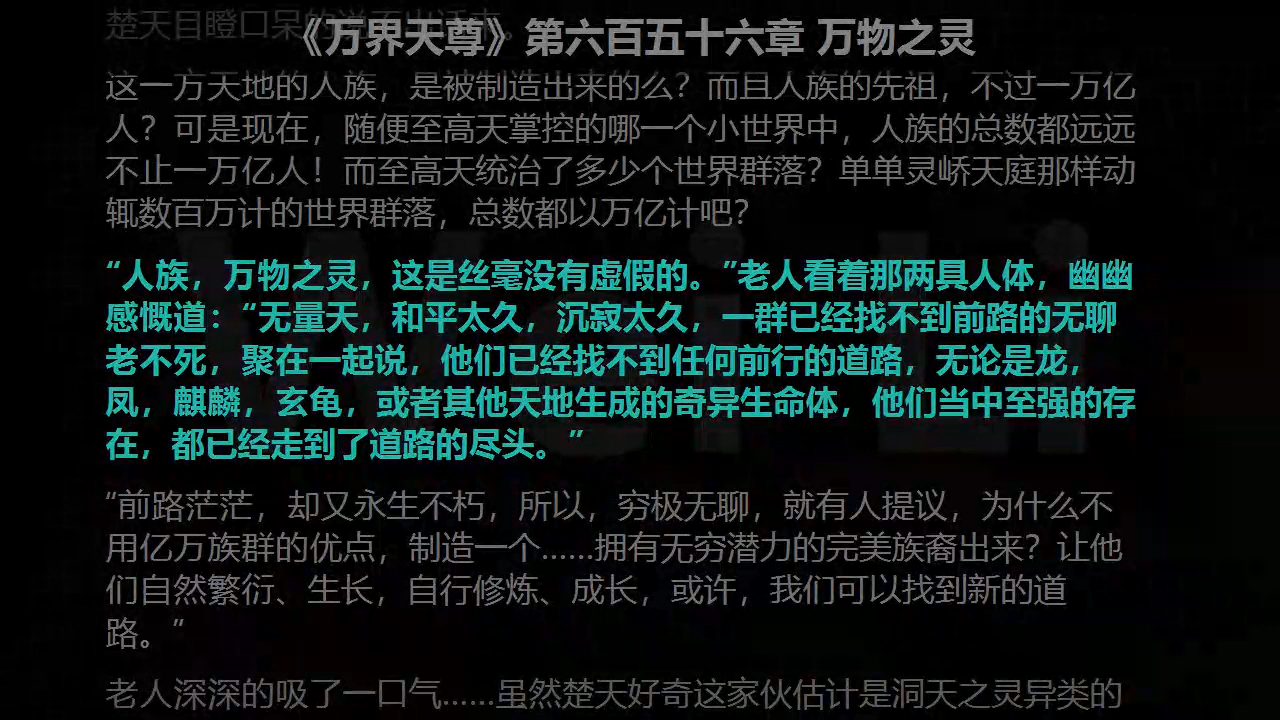 楚天目瞪口呆的说不出话来。
《万界天尊》第六百五十六章 万物之灵
这一方天地的人族，是被制造出来的么？而且人族的先祖，不过一万亿
人？可是现在，随便至高天掌控的哪一个小世界中，人族的总数都远远
不止一万亿人！而至高天统治了多少个世界群落？单单灵峤天庭那样动
辄数百万计的世界群落，总数都以万亿计吧？
“人族，万物之灵，这是丝毫没有虚假的。”老人看着那两具人体，幽幽
感慨道：“无量天，和平太久，沉寂太久，一群已经找不到前路的无聊
老不死，聚在一起说，他们已经找不到任何前行的道路，无论是龙，
凤，麒麟，玄龟，或者其他天地生成的奇异生命体，他们当中至强的存
在，都已经走到了道路的尽头。”
“前路茫茫，却又永生不朽，所以，穷极无聊，就有人提议，为什么不
用亿万族群的优点，制造一个……拥有无穷潜力的完美族裔出来？让他
们自然繁衍、生长，自行修炼、成长，或许，我们可以找到新的道
路。”
老人深深的吸了一口气……虽然楚天好奇这家伙估计是洞天之灵异类的